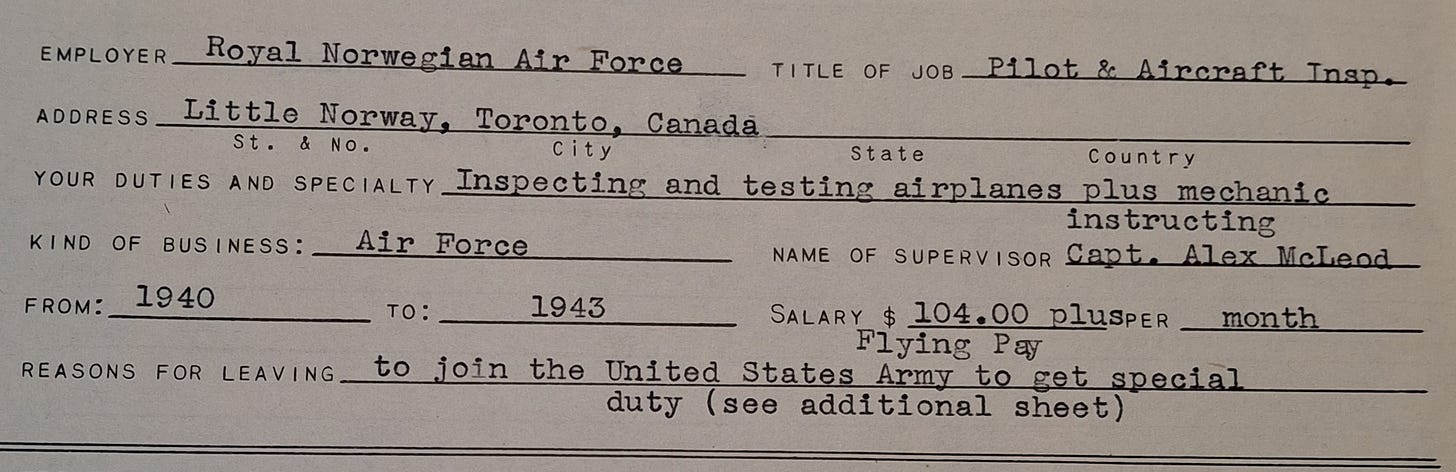 EMPLOYER Royal Norwegian Air Force TITLE OF JOB Pilot & Aircraft Insp.
ADDRESS Little Norway, Toronto, Canada
St. & No. City State Country
YOUR DUTIES AND SPECIALTY Inspecting and testing airplanes plus mechanic
instructing
KIND OF BUSINESS: Air Force NAME OF SUPERVISOR Capt. Alex McLeod
FROM: 1940 TO: 1943 SALARY $ 104.00 plus PER month
Flying Pay
REASONS FOR LEAVING to join the United States Army to get special
duty (see additional sheet)